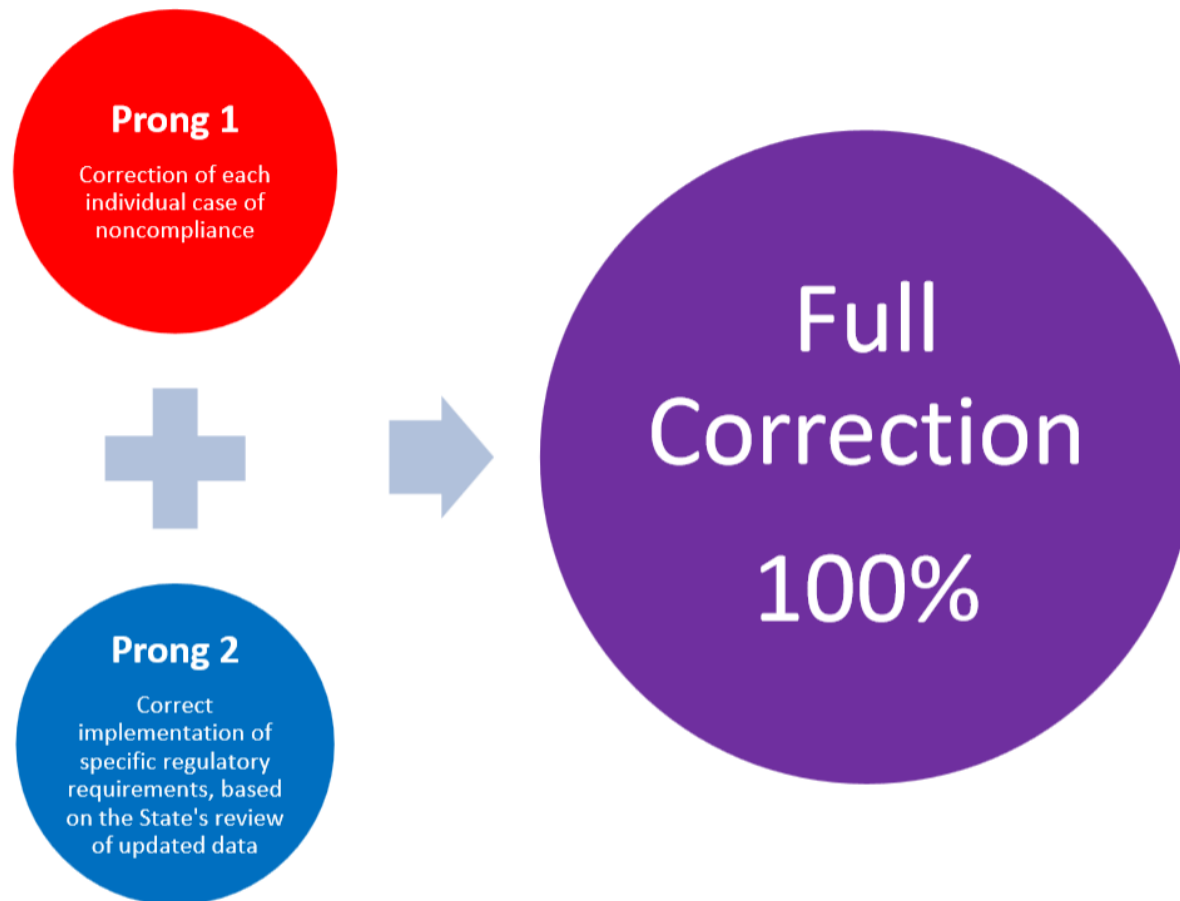 Prong 1
Correction of each
individual case of
noncompliance
Prong 2
Correct
implementation of
specific regulatory
requirements, based
on the State's review
of updated data
Full
Correction
100%